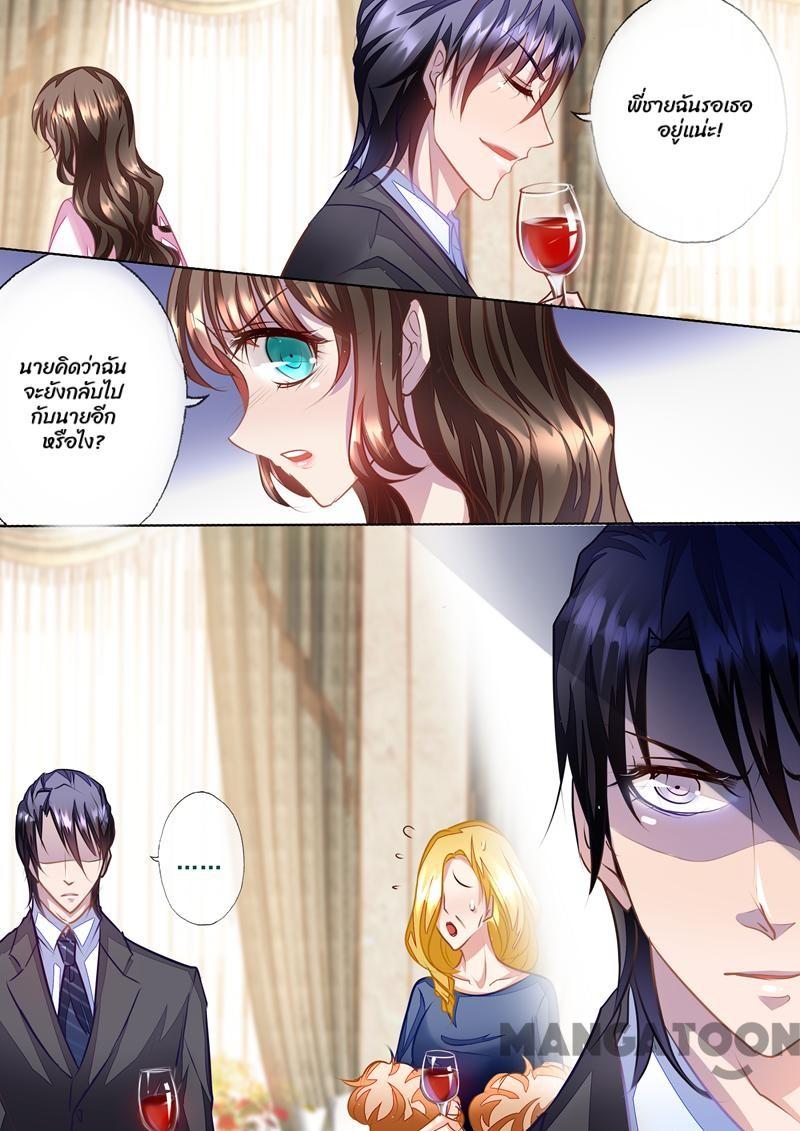 พี่ชายฉันรอเธอ
อยู่แน่ะ!
นายคิดว่าฉัน
จะยังกลับไป
กับนายอีก
หรือไง?
......
MANGATOON